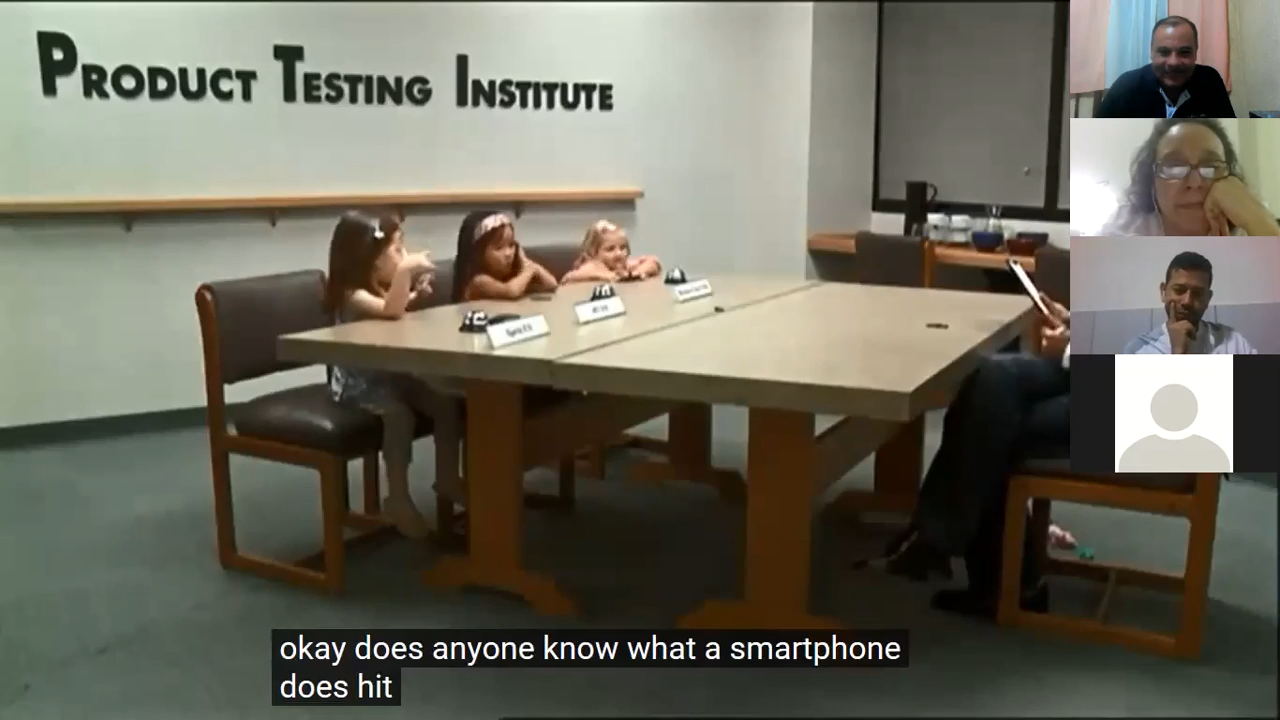 PRODUCT TESTING INSTITUTE
okay does anyone know what a smartphone
does hit